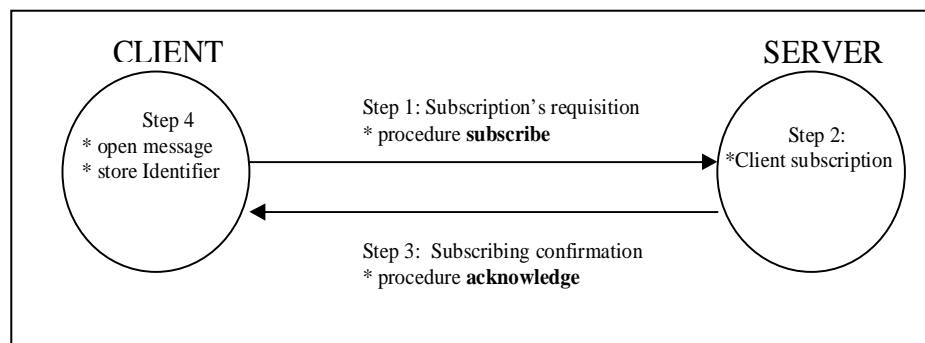 CLIENT
SERVER
Step 1: Subscription's requisition
* procedure subscribe
Step 4
* open message
* store Identifier
Step 2:
*Client subscription
Step 3:  Subscribing confirmation
* procedure acknowledge